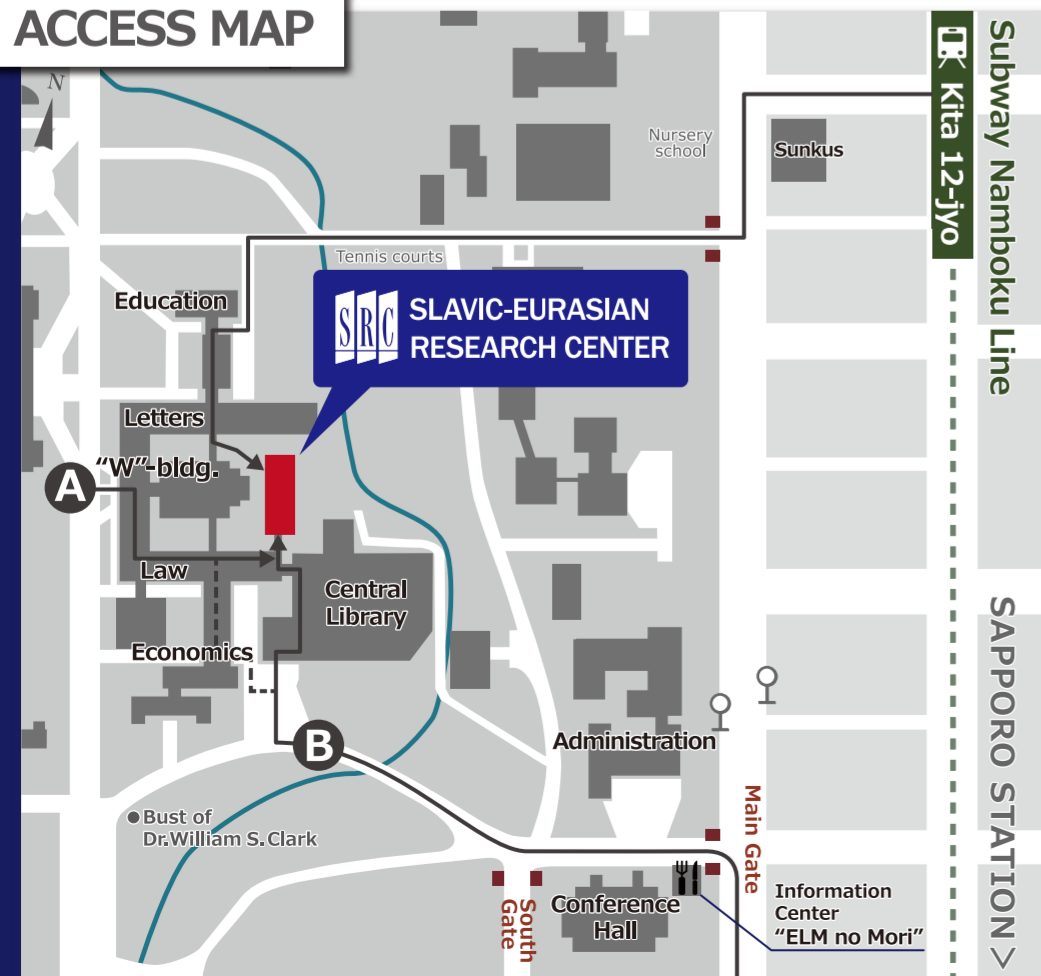 ACCESS MAP
N
Subway Namboku Line
Kita 12-jyo
Nursery
school
Sunkus
Tennis courts
Education
SRC
SLAVIC-EURASIAN
RESEARCH CENTER
Letters
"W"-bldg.
A
Law
Central
Library
Economics
SAPPORO STATION >
B
Administration
Bust of
Dr.William S.Clark
Main Gate
South
Gate
Conference
Hall
Information
Center
"ELM no Mori"